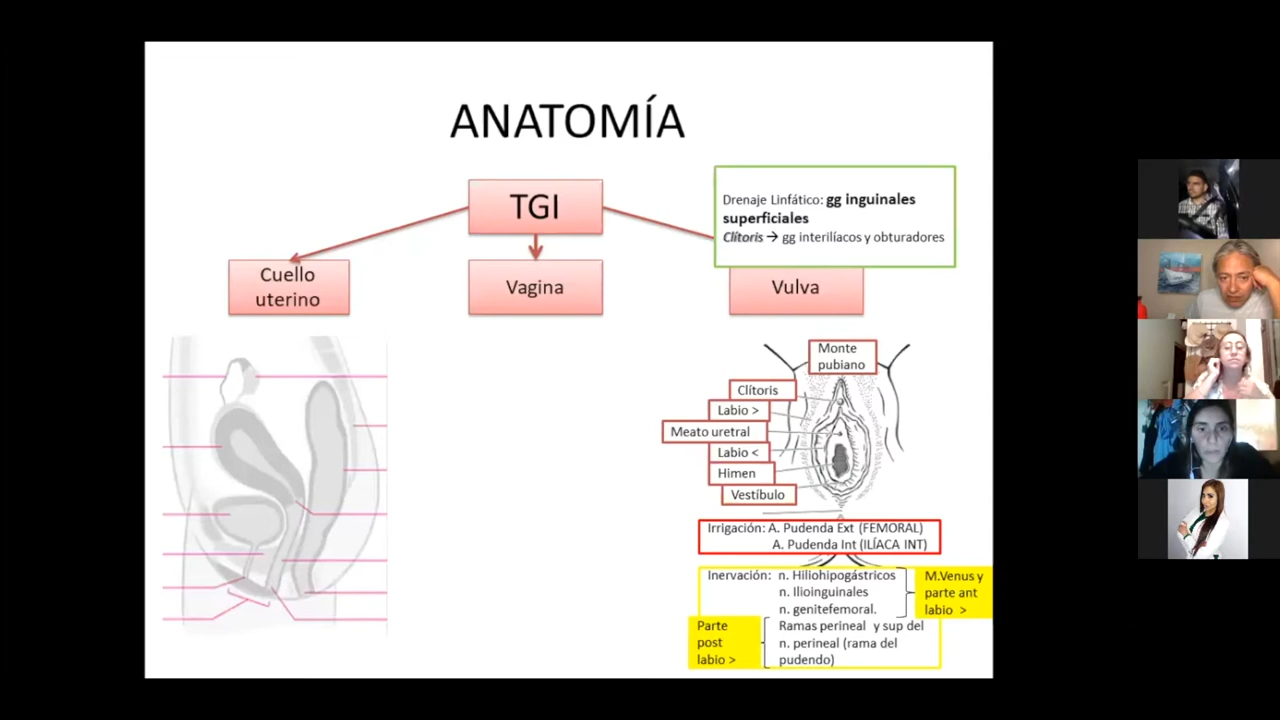 ANATOMÍA
TGI
Drenaje Linfático: gg inguinales
superficiales
Clítoris → gg interilíacos y obturadores
Cuello
uterino
Vagina
Vulva
Monte
pubiano
Clítoris
Labio >
Meato uretral
Labio <
Himen
Vestíbulo
Irrigación: A. Pudenda Ext (FEMORAL)
A. Pudenda Int (ILÍACA INT)
Inervación: n. Hiliohipogástricos
n. Ilioinguinales
n. genitefemoral.
M.Venus y
parte ant
labio >
Parte
post
labio >
Ramas perineal y sup del
n. perineal (rama del
pudendo)